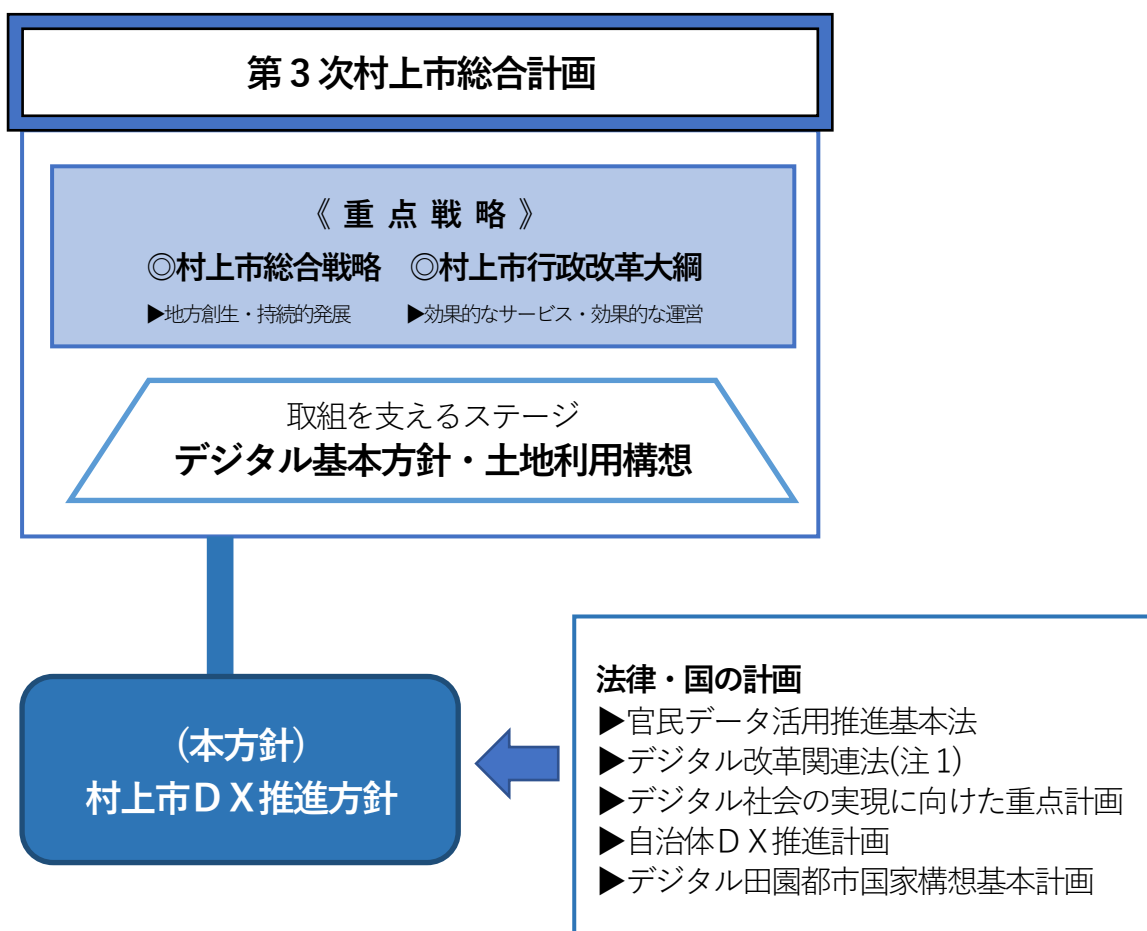 第3次村上市総合計画
《 重 点 戦 略 》
◎村上市総合戦略　◎村上市行政改革大綱
▶地方創生・持続的発展　▶効果的なサービス・効果的な運営
取組を支えるステージ
デジタル基本方針・土地利用構想
(本方針)
村上市ＤＸ推進方針
法律・国の計画
▶官民データ活用推進基本法
▶デジタル改革関連法(注1)
▶デジタル社会の実現に向けた重点計画
▶自治体ＤＸ推進計画
▶デジタル田園都市国家構想基本計画